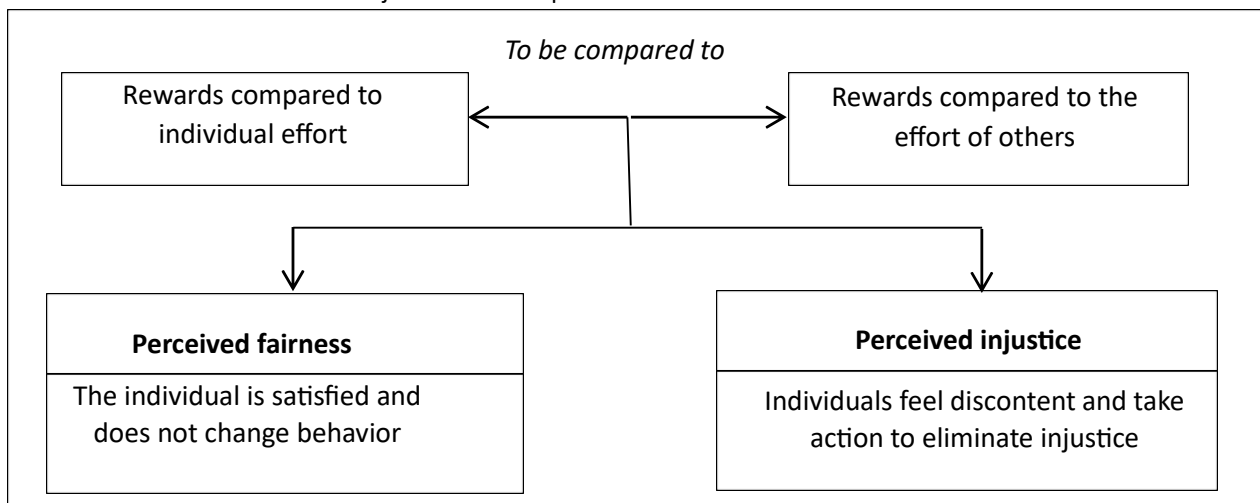 To be compared to
Rewards compared to
individual effort
Rewards compared to the
effort of others
Perceived fairness
The individual is satisfied and
does not change behavior
Perceived injustice
Individuals feel discontent and take
action to eliminate injustice